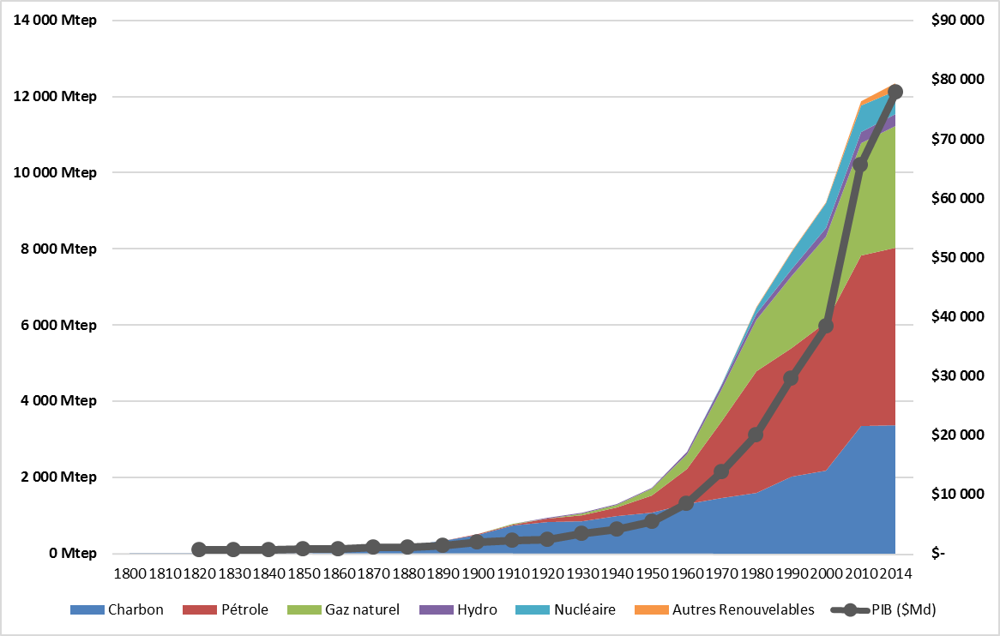 14 000 Mtep
12 000 Mtep
10 000 Mtep
8 000 Mtep
6 000 Mtep
4 000 Mtep
2 000 Mtep
0 Mtep
$90 000
$80 000
$70 000
$60 000
$50 000
$40 000
$30 000
$20 000
$10 000
$-
1800 1810 1820 1830 1840 1850 1860 1870 1880 1890 1900 1910 1920 1930 1940 1950 1960 1970 1980 1990 2000 2010 2014
Charbon Pétrole Gaz naturel Hydro Nucléaire Autres Renouvelables PIB ($Md)